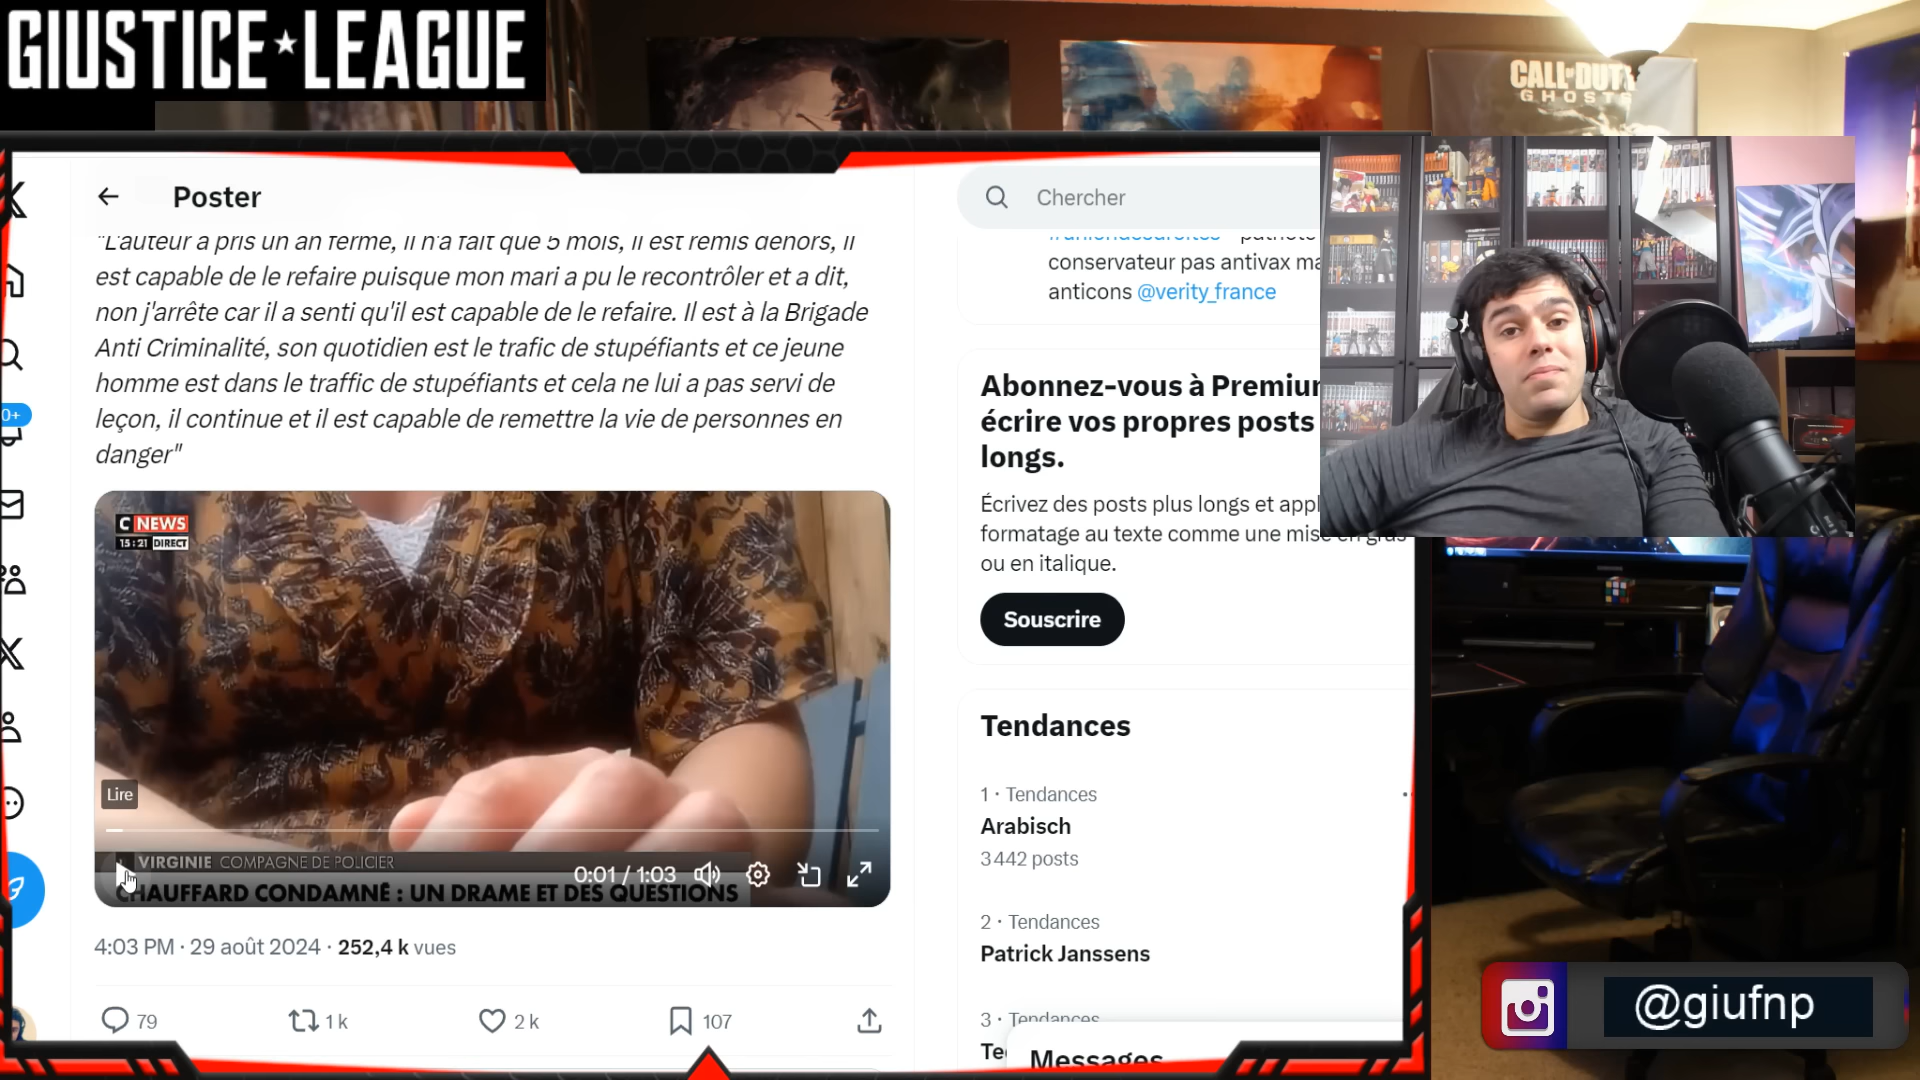 GIUSTICE★LEAGUE
CALL OF DUTY
GHOSTS
Poster
"L'auteur a pris un an ferme, il n'a fait que 5 mois, il est remis dehors, il
est capable de le refaire puisque mon mari a pu le recontrôler et a dit,
non j'arrête car il a senti qu'il est capable de le refaire. Il est à la Brigade
Anti Criminalité, son quotidien est le trafic de stupéfiants et ce jeune
homme est dans le traffic de stupéfiants et cela ne lui a pas servi de
leçon, il continue et il est capable de remettre la vie de personnes en
danger"
0+
CNEWS
15:21 DIRECT
Lire
VIRGINIE COMPAGNE DE POLICIER
0:01 / 1:03
CHAUFFARD CONDAMNÉ : UN DRAME ET DES QUESTIONS
4:03 PM · 29 août 2024 · 252,4 k vues
79
1 k
2 k
107
Chercher
conservateur pas antivax
anticons @verity_france
Abonnez-vous à
écrire vos propres posts
longs.
Écrivez des posts plus longs et
formatage au texte comme une mise en gras
ou en italique.
Souscrire
Tendances
1 · Tendances
Arabisch
3 442 posts
2 · Tendances
Patrick Janssens
3 · Tendances
Messages
@giufnp